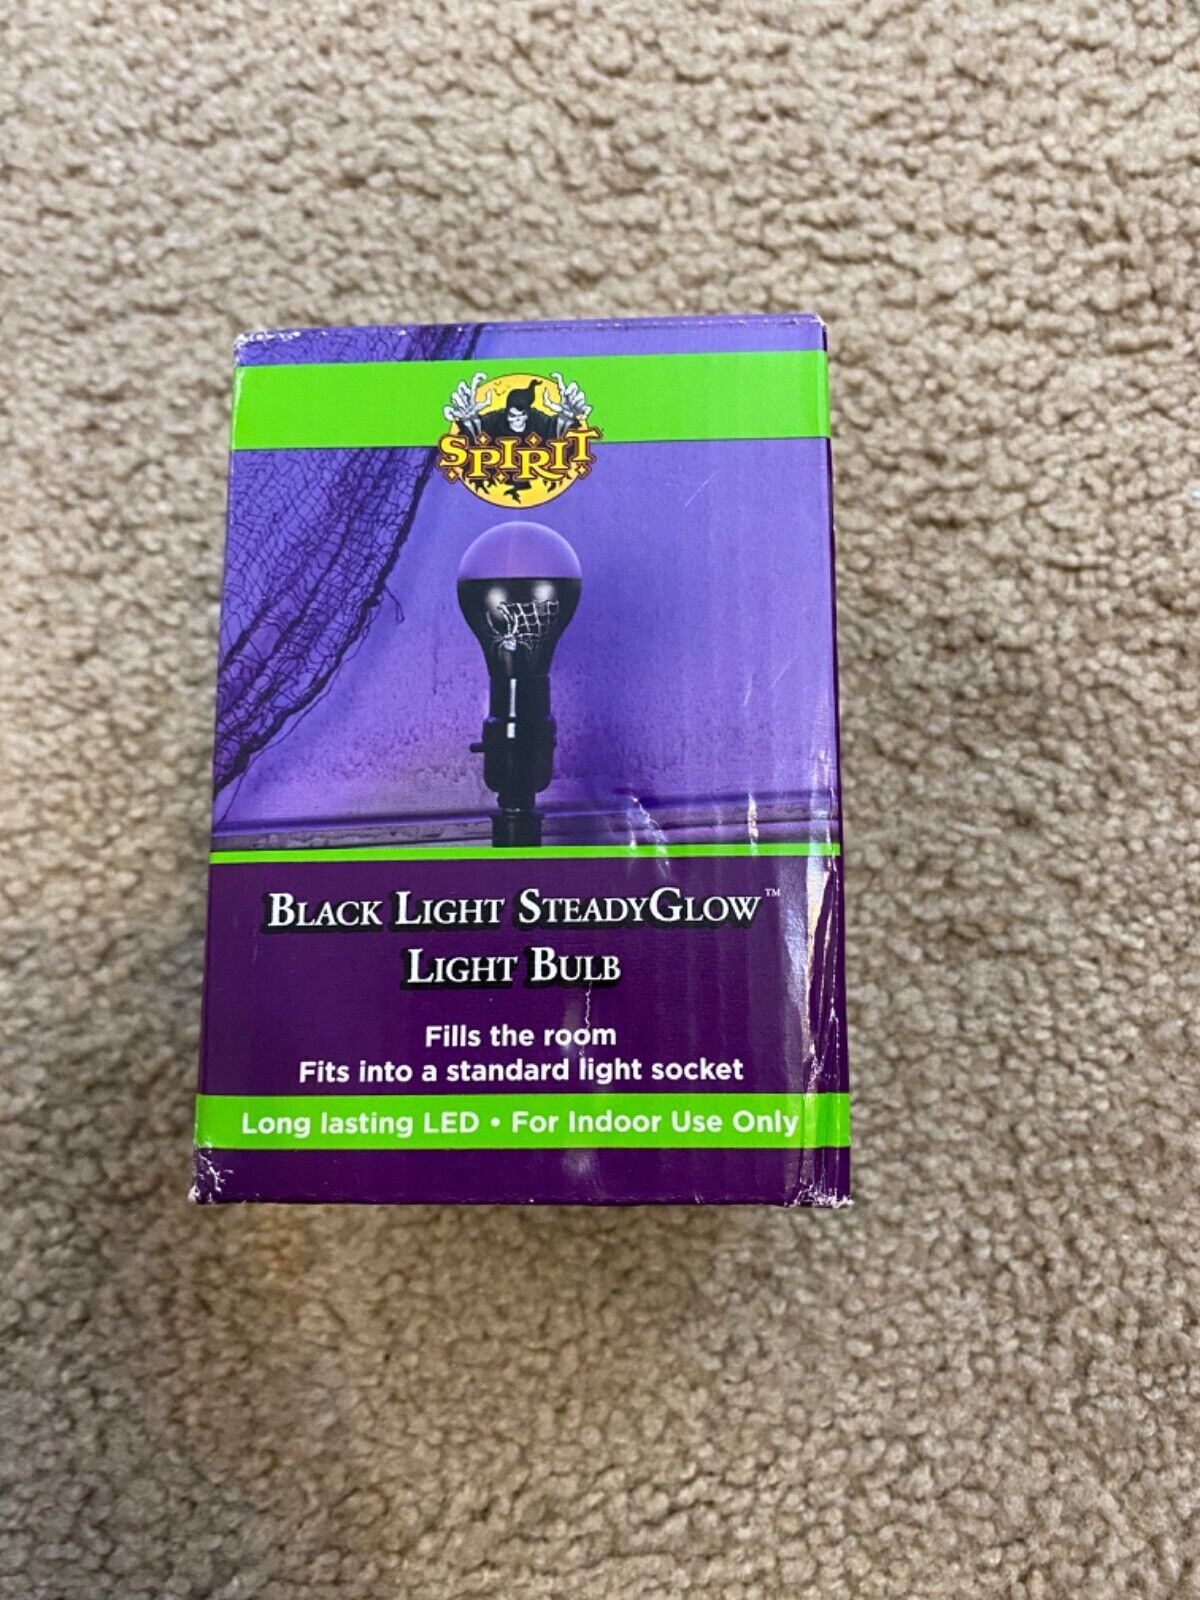 SPIRIT
BLACK LIGHT STEADYGLOW™
LIGHT BULB
Fills the room
Fits into a standard light socket
Long lasting LED • For Indoor Use Only